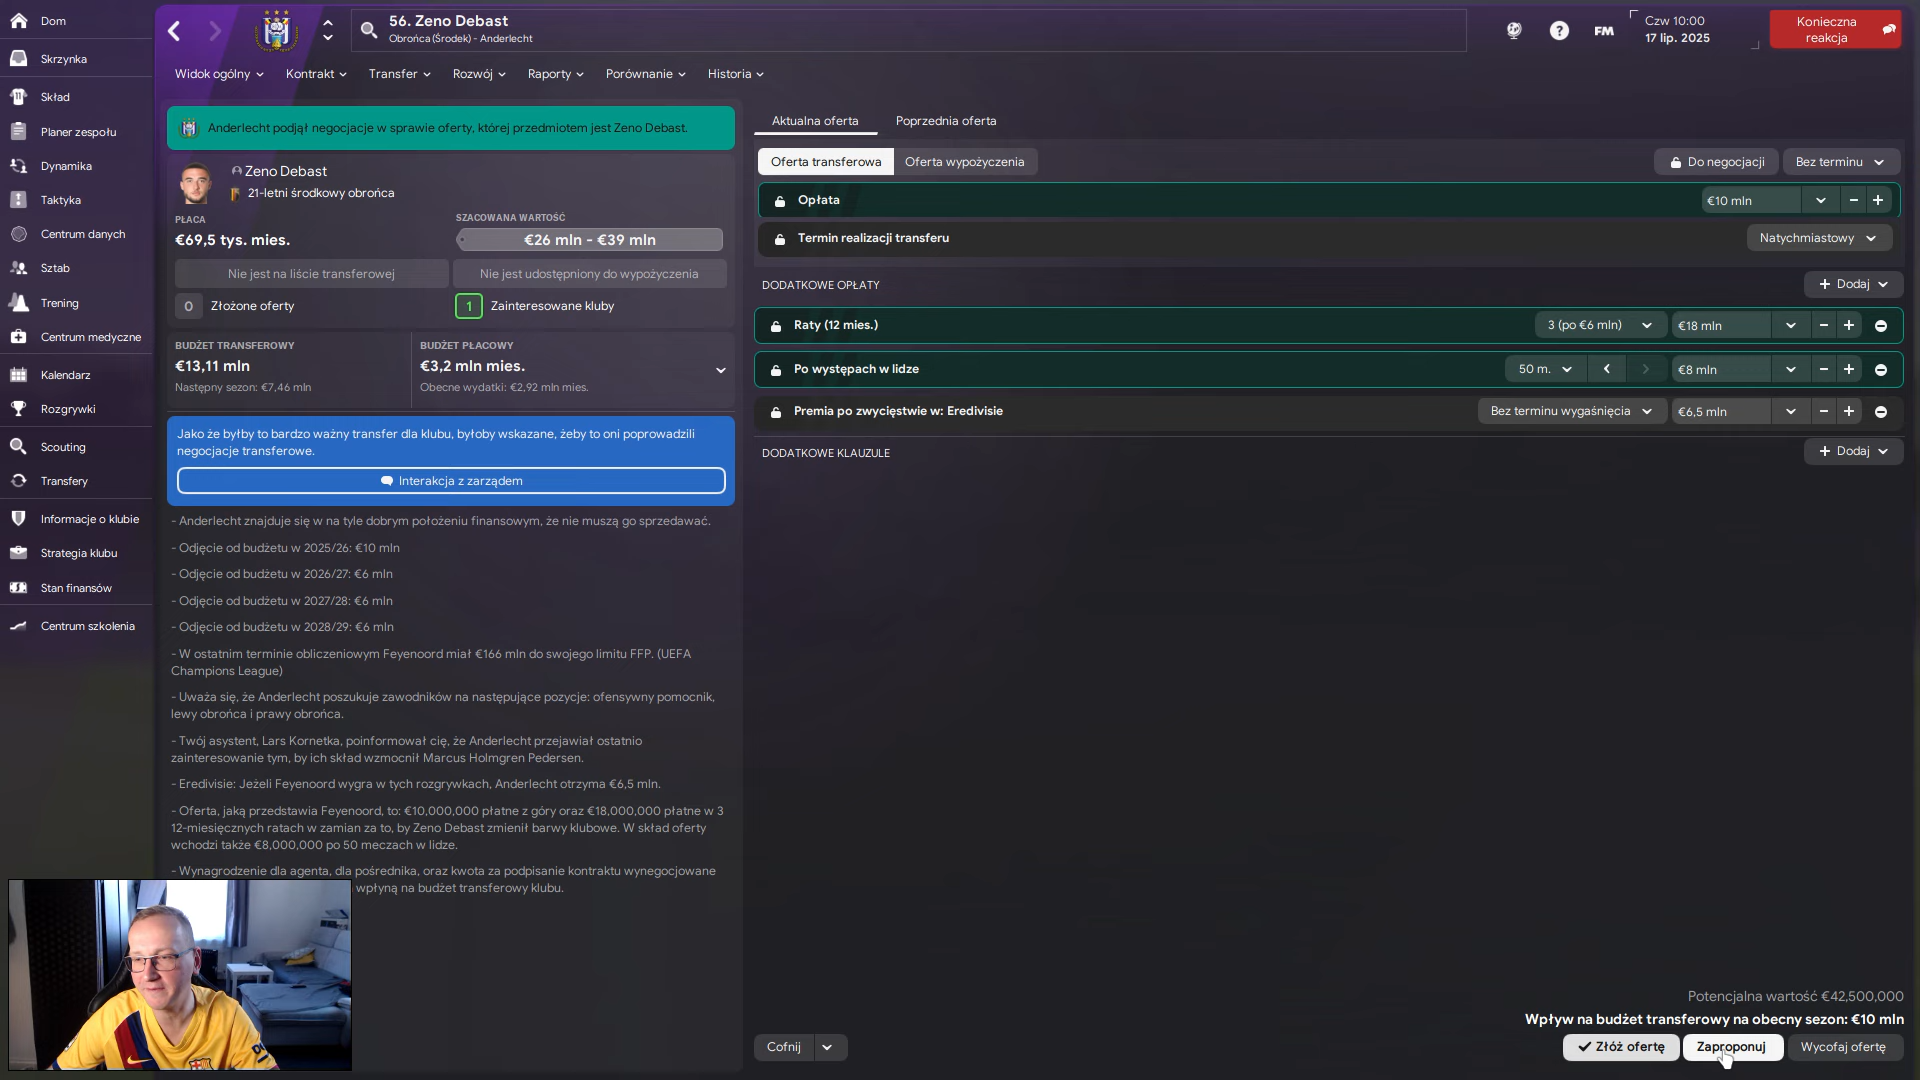 Dom
Skrzynka
Skład
Planer zespołu
Dynamika
Taktyka
Centrum danych
Sztab
Trening
Centrum medyczne
Kalendarz
Rozgrywki
Scouting
Transfery
Informacje o klubie
Strategia klubu
Stan finansów
Centrum szkolenia
56. Zeno Debast
Obrońca (Środek) - Anderlecht
FM
Czw 10:00
17 lip. 2025
Konieczna
reakcja
Widok ogólny
Kontrakt
Transfer
Rozwój
Raporty
Porównanie
Historia
Anderlecht podjął negocjacje w sprawie oferty, której przedmiotem jest Zeno Debast.
Zeno Debast
21-letni środkowy obrońca
PŁACA
€69,5 tys. mies.
SZACOWANA WARTOŚĆ
€26 mln - €39 mln
Nie jest na liście transferowej
Nie jest udostępniony do wypożyczenia
0 Złożone oferty
1 Zainteresowane kluby
BUDŻET TRANSFEROWY
€13,11 mln
Następny sezon: €7,46 mln
BUDŻET PŁACOWY
€3,2 mln mies.
Obecne wydatki: €2,92 mln mies.
Jako że byłby to bardzo ważny transfer dla klubu, byłoby wskazane, żeby to oni poprowadzili
negocjacje transferowe.
Interakcja z zarządem
- Anderlecht znajduje się w na tyle dobrym położeniu finansowym, że nie muszą go sprzedawać.
- Odjęcie od budżetu w 2025/26: €10 mln
- Odjęcie od budżetu w 2026/27: €6 mln
- Odjęcie od budżetu w 2027/28: €6 mln
- Odjęcie od budżetu w 2028/29: €6 mln
- W ostatnim terminie obliczeniowym Feyenoord miał €166 mln do swojego limitu FFP. (UEFA
Champions League)
- Uważa się, że Anderlecht poszukuje zawodników na następujące pozycje: ofensywny pomocnik,
lewy obrońca i prawy obrońca.
- Twój asystent, Lars Kornetka, poinformował cię, że Anderlecht przejawiał ostatnio
zainteresowanie tym, by ich skład wzmocnił Marcus Holmgren Pedersen.
- Eredivisie: Jeżeli Feyenoord wygra w tych rozgrywkach, Anderlecht otrzyma €6,5 mln.
- Oferta, jaką przedstawia Feyenoord, to: €10,000,000 płatne z góry oraz €18,000,000 płatne w 3
12-miesięcznych ratach w zamian za to, by Zeno Debast zmienił barwy klubowe. W skład oferty
wchodzi także €8,000,000 po 50 meczach w lidze.
- Wynagrodzenie dla agenta, dla pośrednika, oraz kwota za podpisanie kontraktu wynegocjowane
wpłyną na budżet transferowy klubu.
Aktualna oferta
Poprzednia oferta
Oferta transferowa
Oferta wypożyczenia
Do negocjacji
Bez terminu
Opłata
€10 mln
Termin realizacji transferu
Natychmiastowy
DODATKOWE OPŁATY
Dodaj
Raty (12 mies.)
3 (po €6 mln)
€18 mln
Po występach w lidze
50 m.
€8 mln
Premia po zwycięstwie w: Eredivisie
Bez terminu wygaśnięcia
€6,5 mln
DODATKOWE KLAUZULE
Dodaj
Potencjalna wartość €42,500,000
Wpływ na budżet transferowy na obecny sezon: €10 mln
Cofnij
Złóż ofertę
Zaproponuj
Wycofaj ofertę